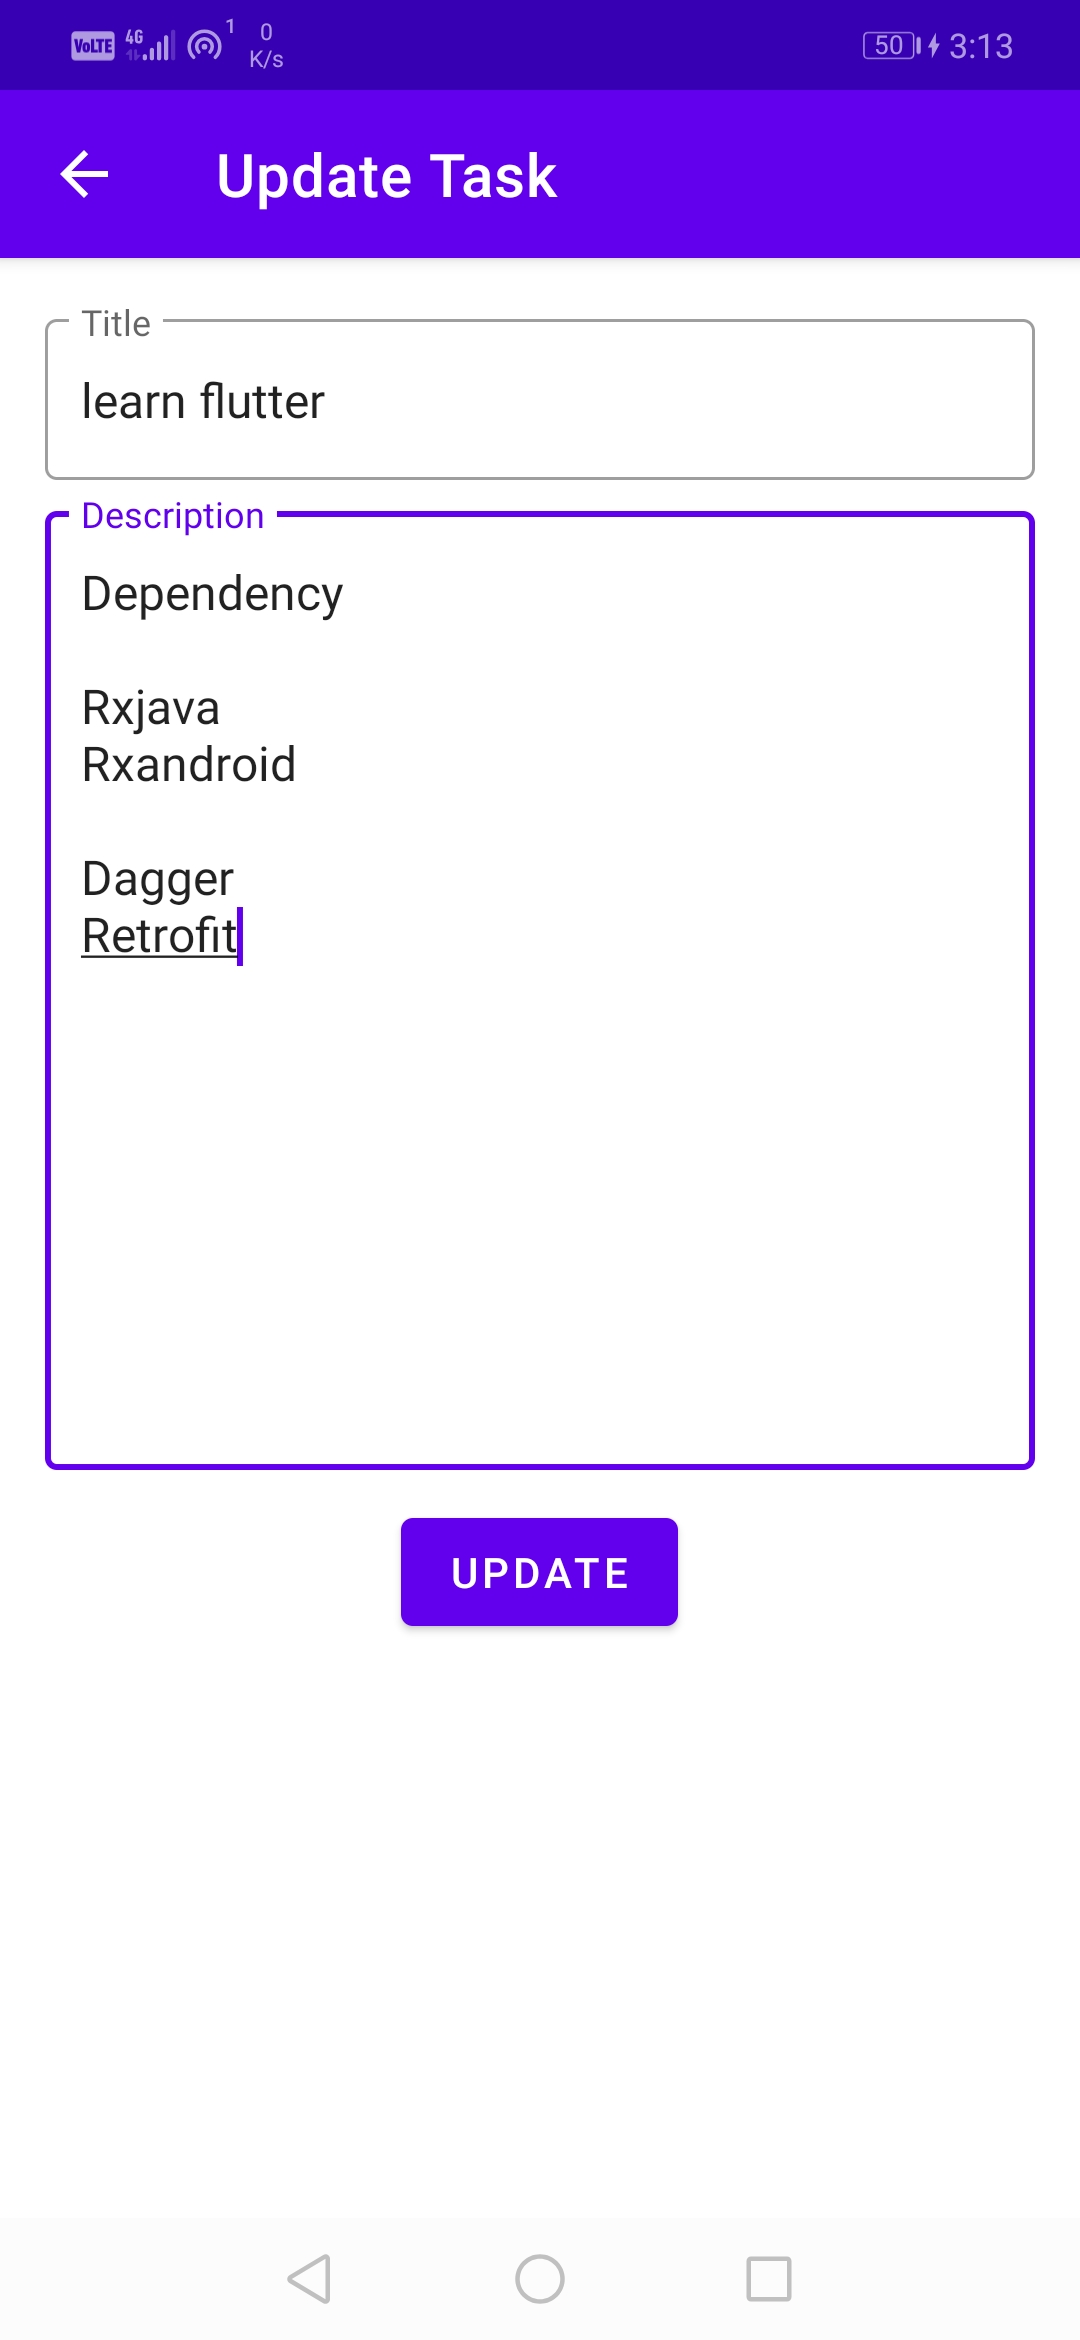 VoLTE 4G 1 0 K/s 50 3:13
Update Task
Title
learn flutter
Description
Dependency
Rxjava
Rxandroid
Dagger
Retrofit
UPDATE